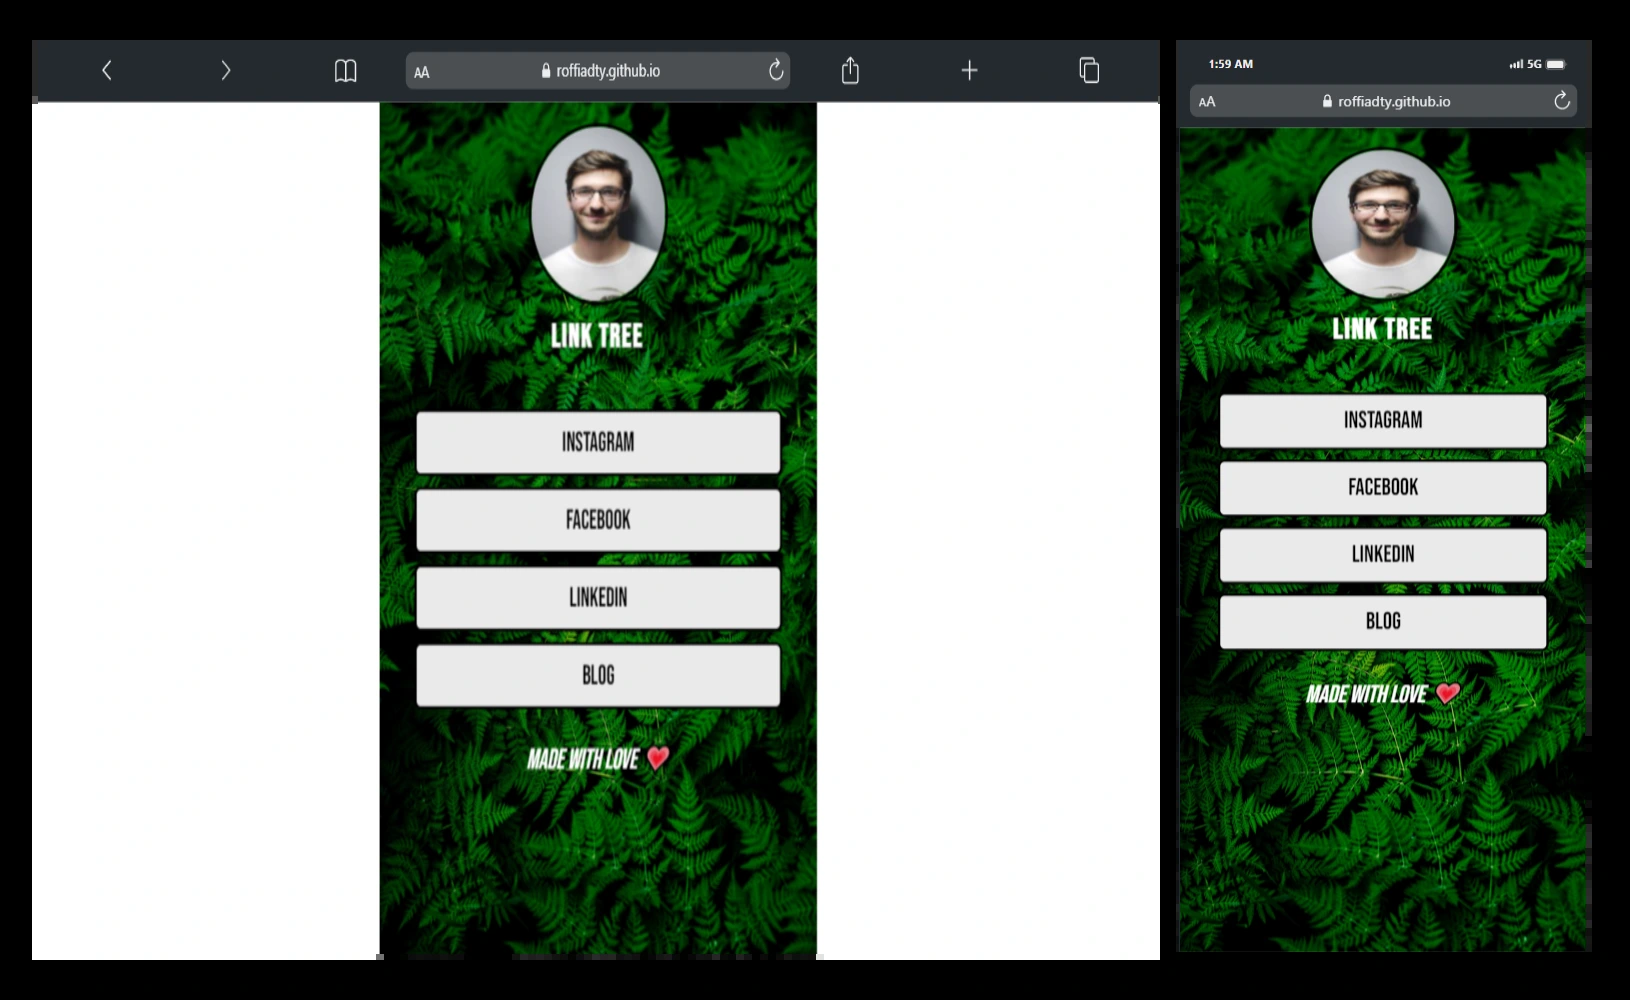 AA
roffiadty.github.io
LINK TREE
INSTAGRAM
FACEBOOK
LINKEDIN
BLOG
MADE WITH LOVE ❤️
1:59 AM
5G
AA
roffiadty.github.io
LINK TREE
INSTAGRAM
FACEBOOK
LINKEDIN
BLOG
MADE WITH LOVE ❤️